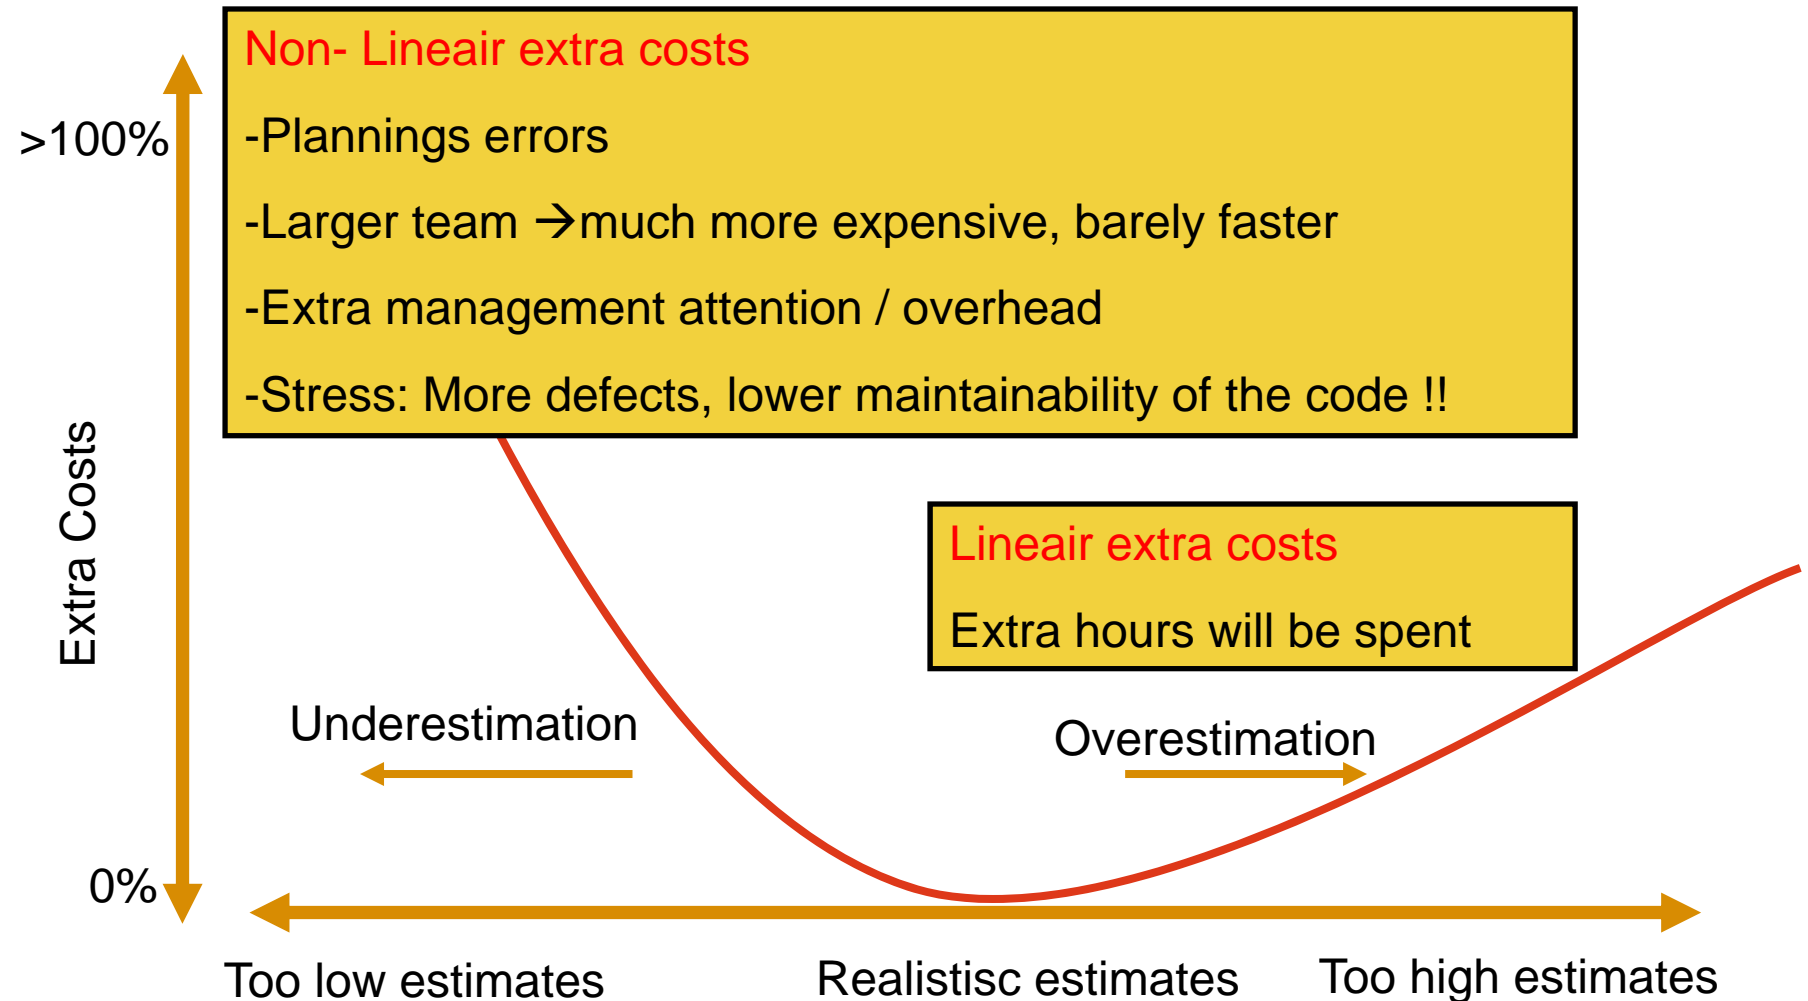 Non- Lineair extra costs
-Plannings errors
-Larger team →much more expensive, barely faster
-Extra management attention / overhead
-Stress: More defects, lower maintainability of the code !!
>100%
Extra Costs
0%
Lineair extra costs
Extra hours will be spent
Underestimation
Overestimation
Too low estimates
Realistisc estimates
Too high estimates